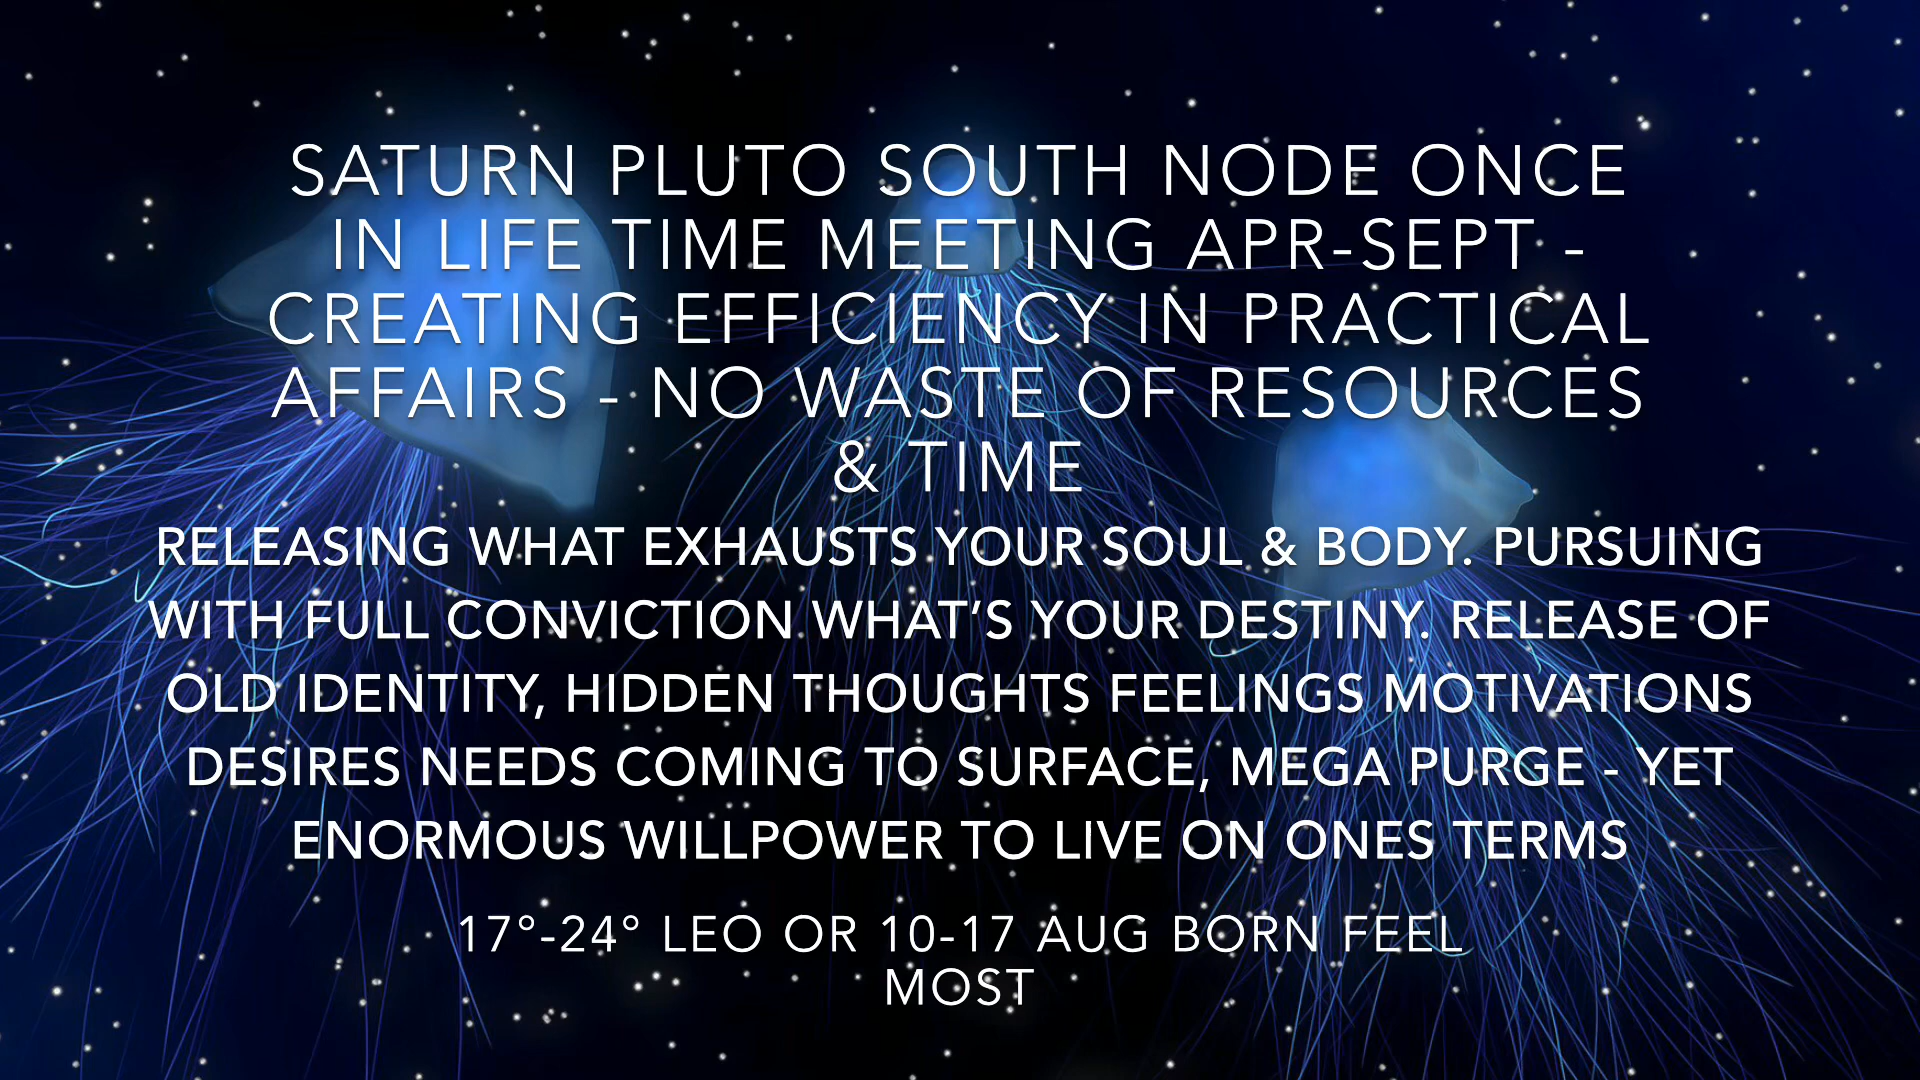 SATURN PLUTO SOUTH NODE ONCE
IN LIFE TIME MEETING APR-SEPT -
CREATING EFFICIENCY IN PRACTICAL
AFFAIRS - NO WASTE OF RESOURCES
& TIME
RELEASING WHAT EXHAUSTS YOUR SOUL & BODY. PURSUING
WITH FULL CONVICTION WHAT’S YOUR DESTINY. RELEASE OF
OLD IDENTITY, HIDDEN THOUGHTS FEELINGS MOTIVATIONS
DESIRES NEEDS COMING TO SURFACE, MEGA PURGE - YET
ENORMOUS WILLPOWER TO LIVE ON ONES TERMS
17°-24° LEO OR 10-17 AUG BORN FEEL
MOST